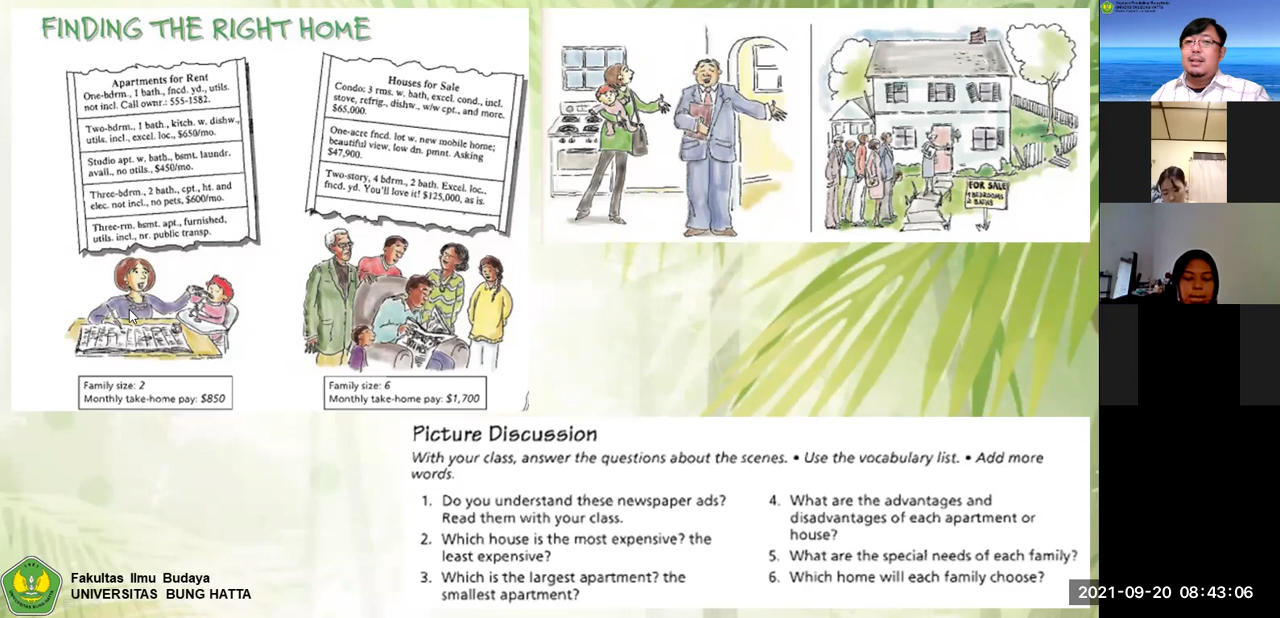 FINDING THE RIGHT HOME
Apartments for Rent
One-bdrm., 1 bath., fncd. yd., utils.
not incl. Call ownr.: 555-1582.
Two-bdrm., 1 bath., kitch. w. dishw.,
utils. incl., excel. loc., $650/mo.
Studio apt. w. bath., bsmt. laundr.
avail., no utils., $450/mo.
Three-bdrm., 2 bath., cpt., ht. and
elec. not incl., no pets, $600/mo.
Three-rm. bsmt. apt., furnished,
utils. incl., nr. public transp.
Family size: 2
Monthly take-home pay: $850
Houses for Sale
Condo: 3 rms. w. bath, excel. cond., incl.
stove, refrig., dishw., w/w cpt., and more.
$65,000.
One-acre fncd. lot w. new mobile home;
beautiful view. low dn. pmnt. Asking
$47,900.
Two-story, 4 bdrm., 2 bath. Excel. loc.,
fncd. yd. You'll love it! $125,000, as is.
Family size: 6
Monthly take-home pay: $1,700
FOR SALE
BEDROOMS
2 BATHS
Picture Discussion
With your class, answer the questions about the scenes. • Use the vocabulary list. • Add more
words.
1. Do you understand these newspaper ads?
Read them with your class.
2. Which house is the most expensive? the
least expensive?
3. Which is the largest apartment? the
smallest apartment?
4. What are the advantages and
disadvantages of each apartment or
house?
5. What are the special needs of each family?
6. Which home will each family choose?
Fakultas Ilmu Budaya
UNIVERSITAS BUNG HATTA
UNIVERSITAS BUNG HATTA
2021-09-20 08:43:06